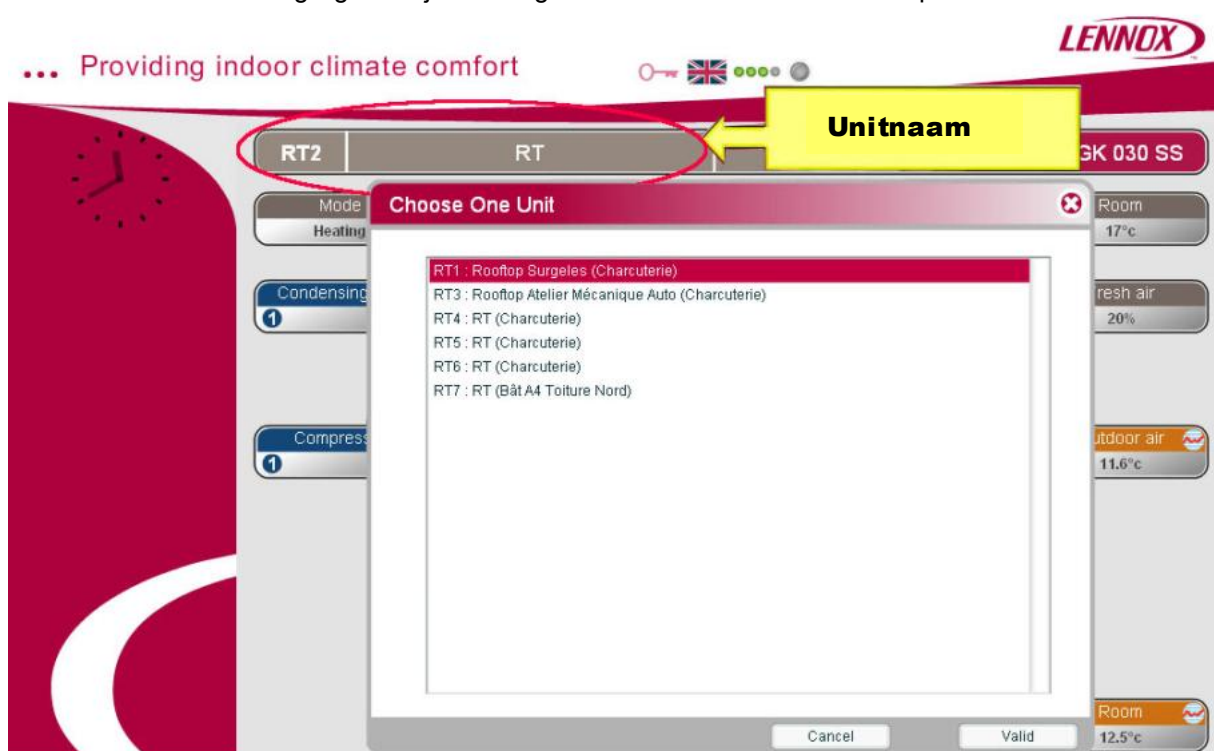 LENNOX
... Providing indoor climate comfort
Unitnaam
RT2 RT GK 030 SS
Mode
Heating
Choose One Unit
Room
17°c
RT1 : Rooftop Surgeles (Charcuterie)
RT3 : Rooftop Atelier Mécanique Auto (Charcuterie)
RT4 : RT (Charcuterie)
RT5 : RT (Charcuterie)
RT6 : RT (Charcuterie)
RT7 : RT (Bât A4 Toiture Nord)
Condensing
1
resh air
20%
Compress
1
utdoor air
11.6°c
Cancel Valid
Room
12.5°c